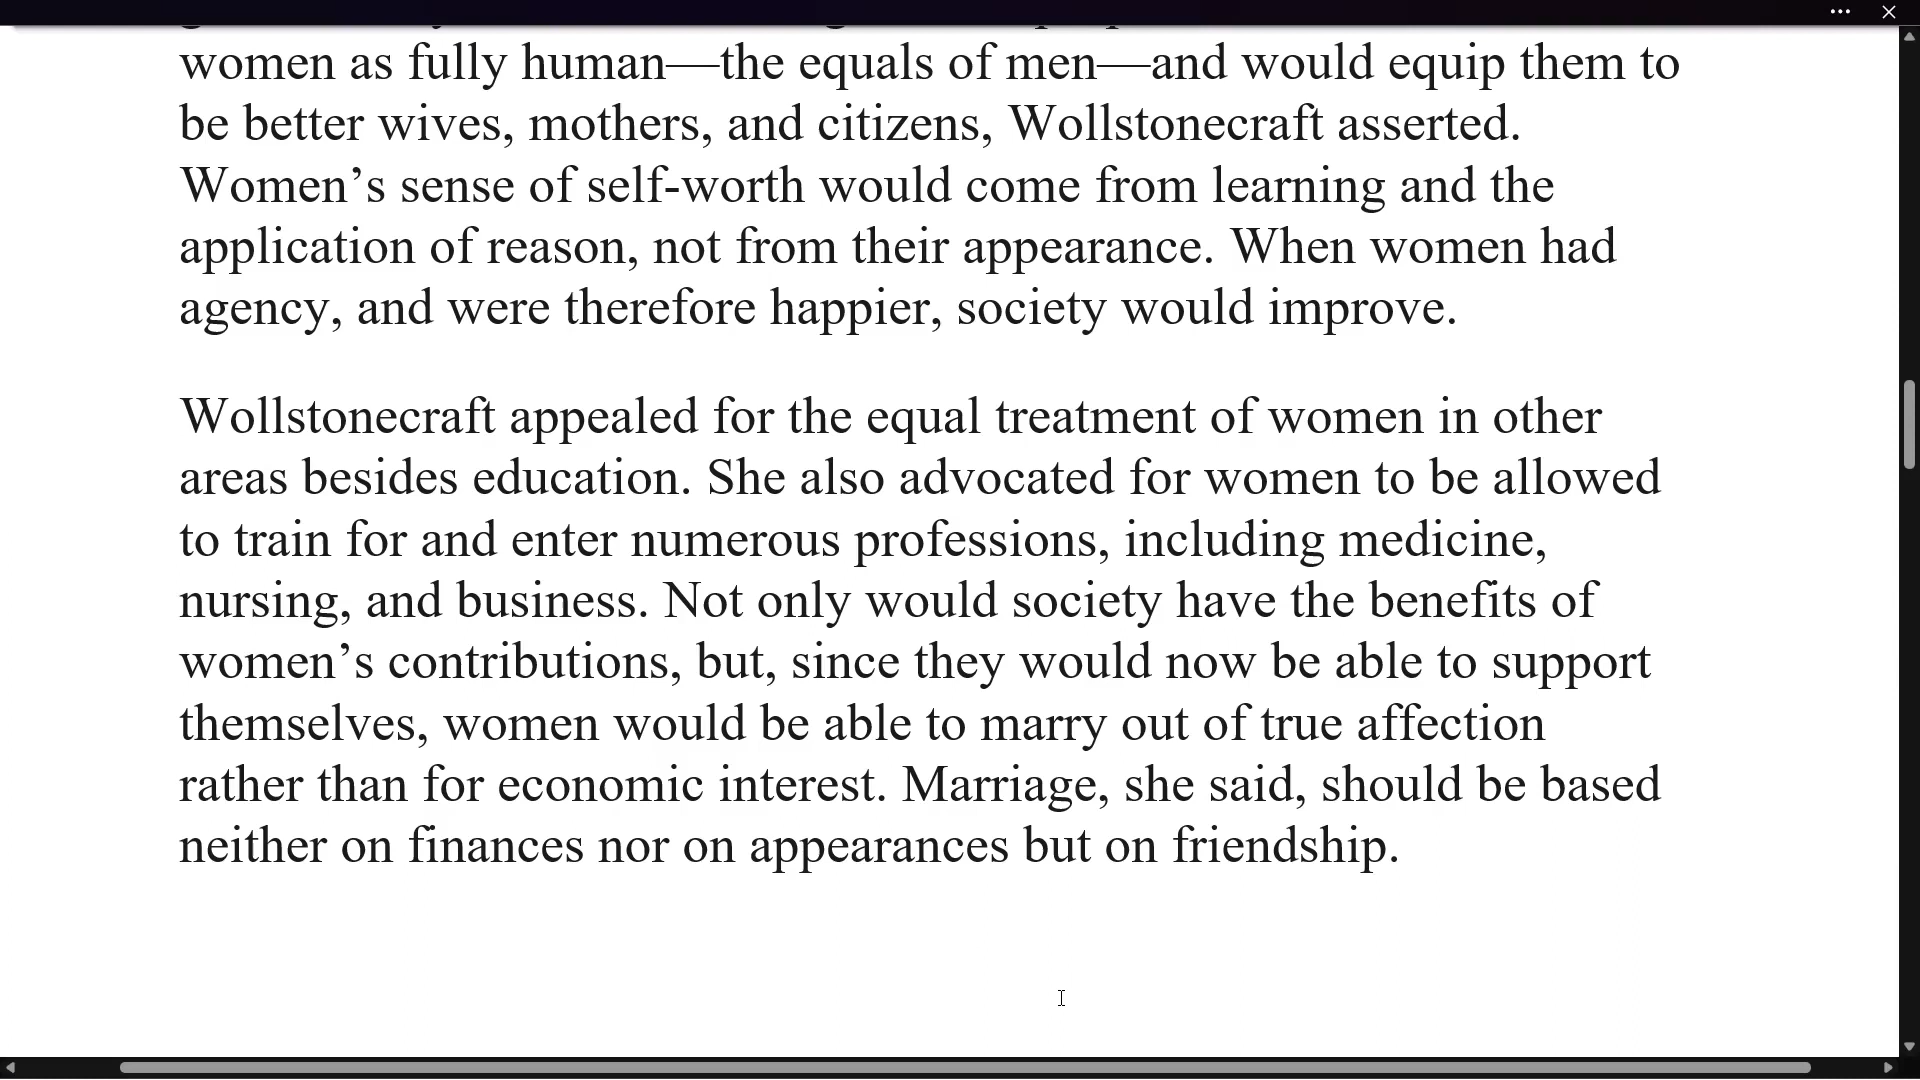 women as fully human—the equals of men—and would equip them to
be better wives, mothers, and citizens, Wollstonecraft asserted.
Women’s sense of self-worth would come from learning and the
application of reason, not from their appearance. When women had
agency, and were therefore happier, society would improve.
Wollstonecraft appealed for the equal treatment of women in other
areas besides education. She also advocated for women to be allowed
to train for and enter numerous professions, including medicine,
nursing, and business. Not only would society have the benefits of
women’s contributions, but, since they would now be able to support
themselves, women would be able to marry out of true affection
rather than for economic interest. Marriage, she said, should be based
neither on finances nor on appearances but on friendship.